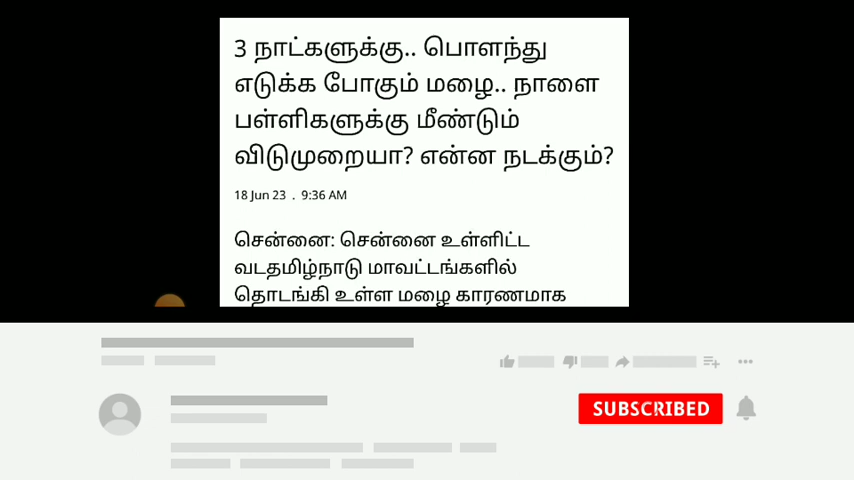 3 நாட்களுக்கு.. பொளந்து
எடுக்க போகும் மழை.. நாளை
பள்ளிகளுக்கு மீண்டும்
விடுமுறையா? என்ன நடக்கும்?
18 Jun 23 . 9:36 AM
சென்னை: சென்னை உள்ளிட்ட
வடதமிழ்நாடு மாவட்டங்களில்
தொடங்கி உள்ள மழை காரணமாக
SUBSCRIBED